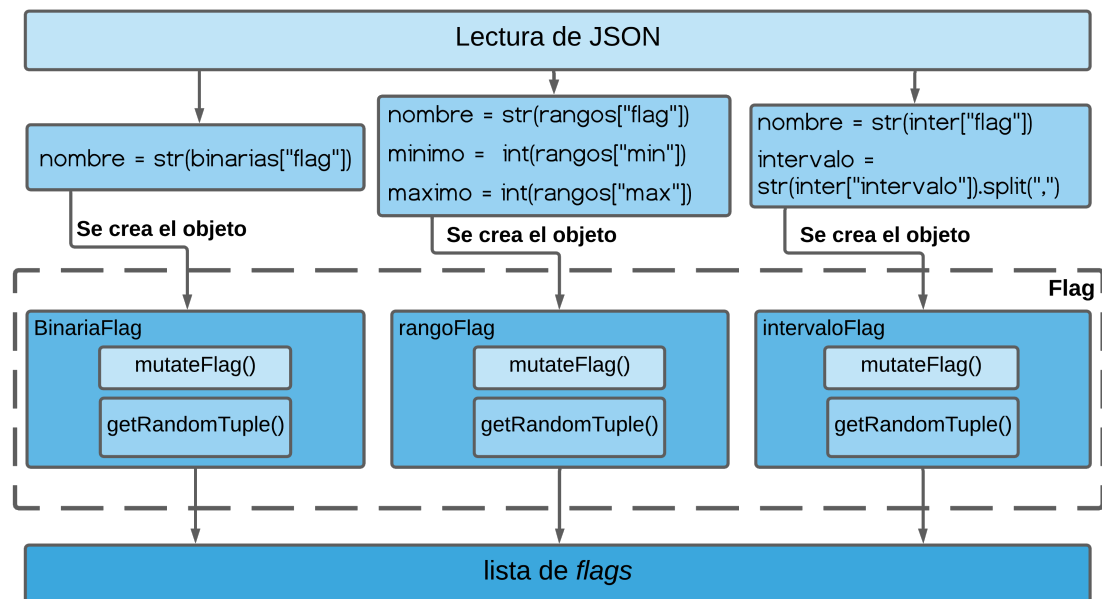 Lectura de JSON
nombre = str(binarias["flag"])
nombre = str(rangos["flag"])
minimo = int(rangos["min"])
maximo = int(rangos["max"])
nombre = str(inter["flag"])
intervalo =
str(inter["intervalo"]).split(",")
Se crea el objeto
Se crea el objeto
Se crea el objeto
Flag
BinariaFlag
mutateFlag()
getRandomTuple()
rangoFlag
mutateFlag()
getRandomTuple()
intervaloFlag
mutateFlag()
getRandomTuple()
lista de flags